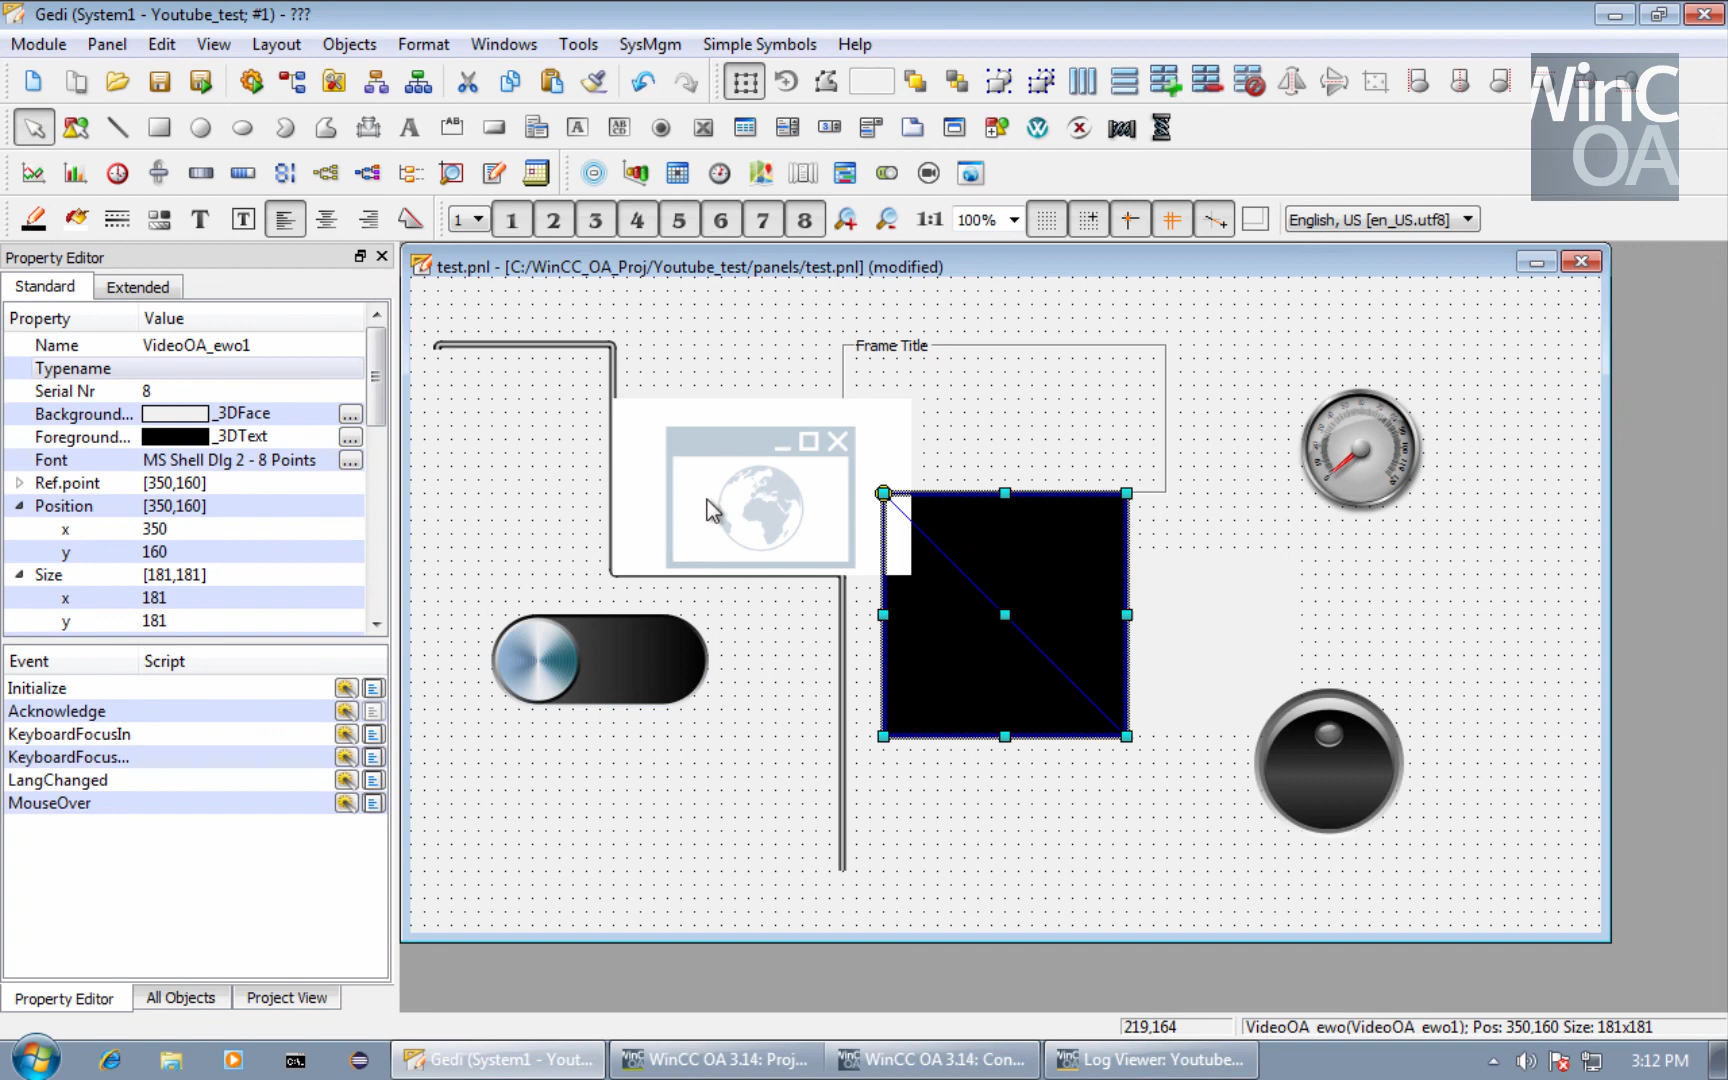 Gedi (System1 - Youtube_test; #1) - ???
Module Panel Edit View Layout Objects Format Windows Tools SysMgm Simple Symbols Help
WinC
OA
1 1 2 3 4 5 6 7 8 1:1 100% English, US [en_US.utf8]
Property Editor
Standard Extended
Property Value
Name VideoOA_ewo1
Typename
Serial Nr 8
Background... _3DFace ...
Foreground... _3DText ...
Font MS Shell Dlg 2 - 8 Points ...
Ref.point [350,160]
Position [350,160]
x 350
y 160
Size [181,181]
x 181
y 181
Event Script
Initialize
Acknowledge
KeyboardFocusIn
KeyboardFocus...
LangChanged
MouseOver
Property Editor All Objects Project View
test.pnl - [C:/WinCC_OA_Proj/Youtube_test/panels/test.pnl] (modified)
Frame Title
219,164 VideoOA_ewo(VideoOA_ewo1); Pos: 350,160 Size: 181x181
Gedi (System1 - Yout... WinCC OA 3.14: Proj... WinCC OA 3.14: Con... Log Viewer: Youtube... 3:12 PM